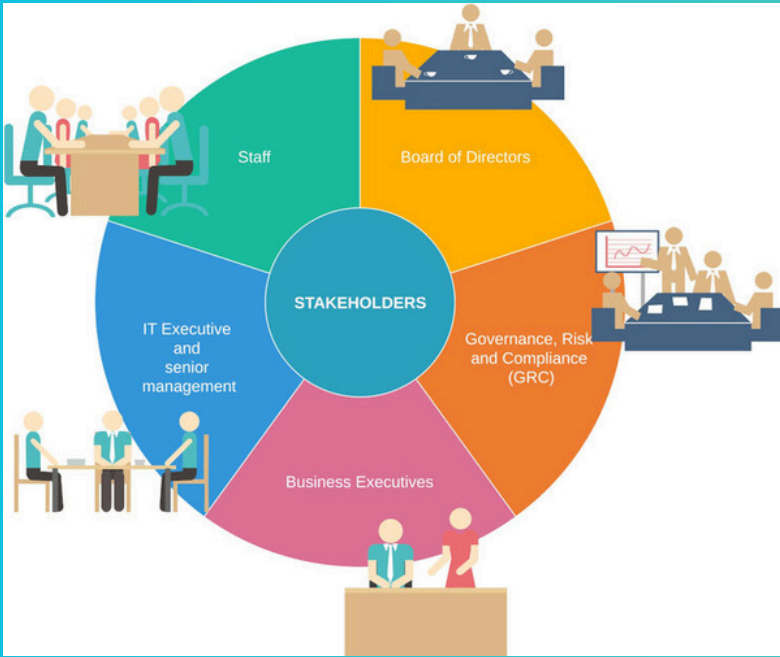 Staff
Board of Directors
STAKEHOLDERS
IT Executive
and
senior
management
Governance, Risk
and Compliance
(GRC)
Business Executives